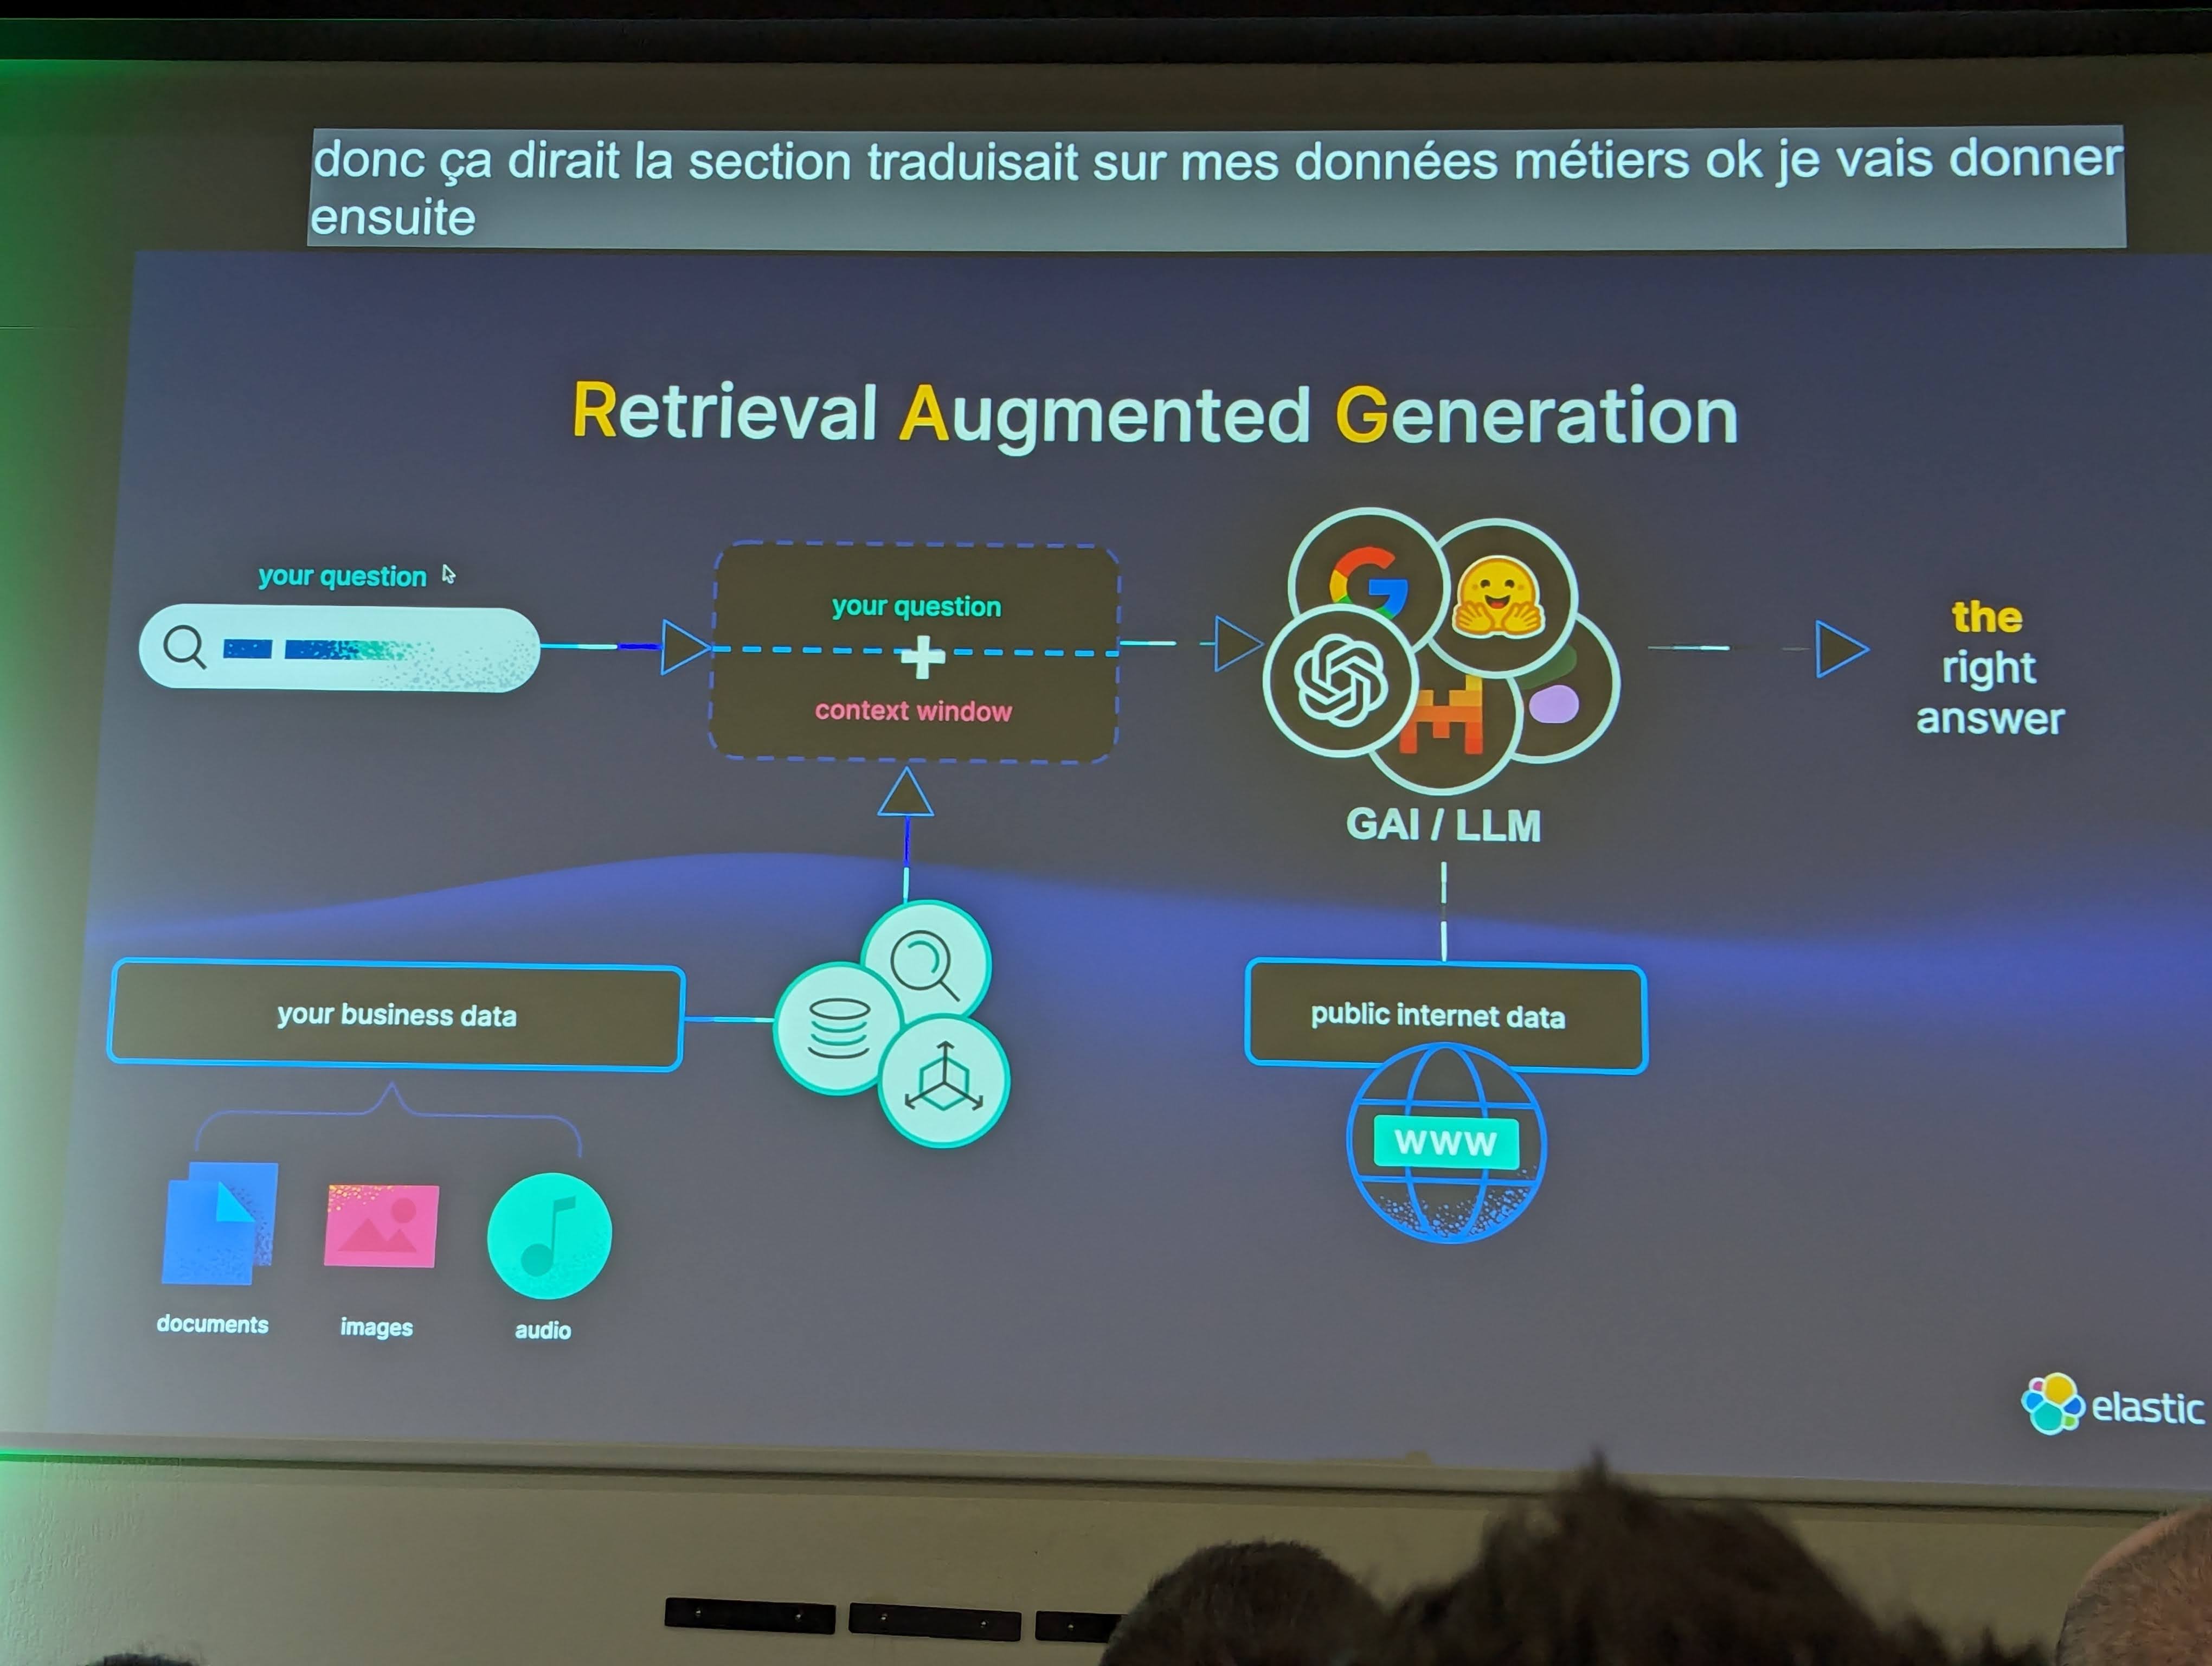 donc ça dirait la section traduisait sur mes données métiers ok je vais donner
ensuite
Retrieval Augmented Generation
your question
your question
+
context window
GAI / LLM
the
right
answer
your business data
public internet data
www
documents
images
audio
elastic